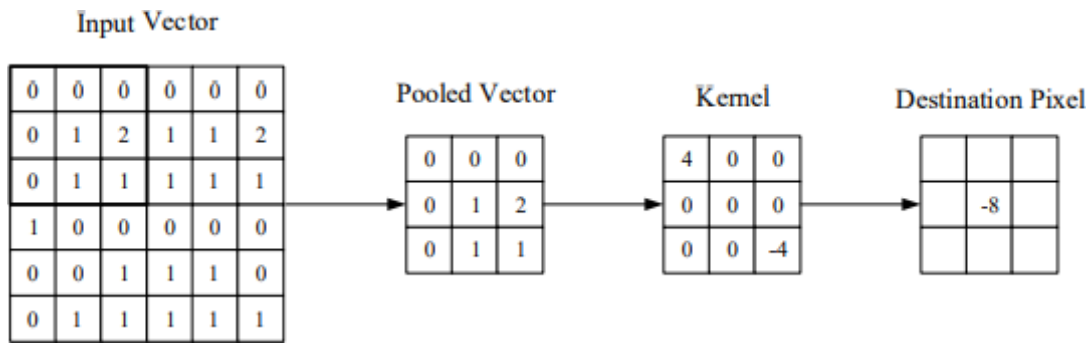 Input Vector
0 0 0 0 0 0
0 1 2 1 1 2
0 1 1 1 1 1
1 0 0 0 0 0
0 0 1 1 1 0
0 1 1 1 1 1
Pooled Vector
0 0 0
0 1 2
0 1 1
Kernel
4 0 0
0 0 0
0 0 -4
Destination Pixel
-8